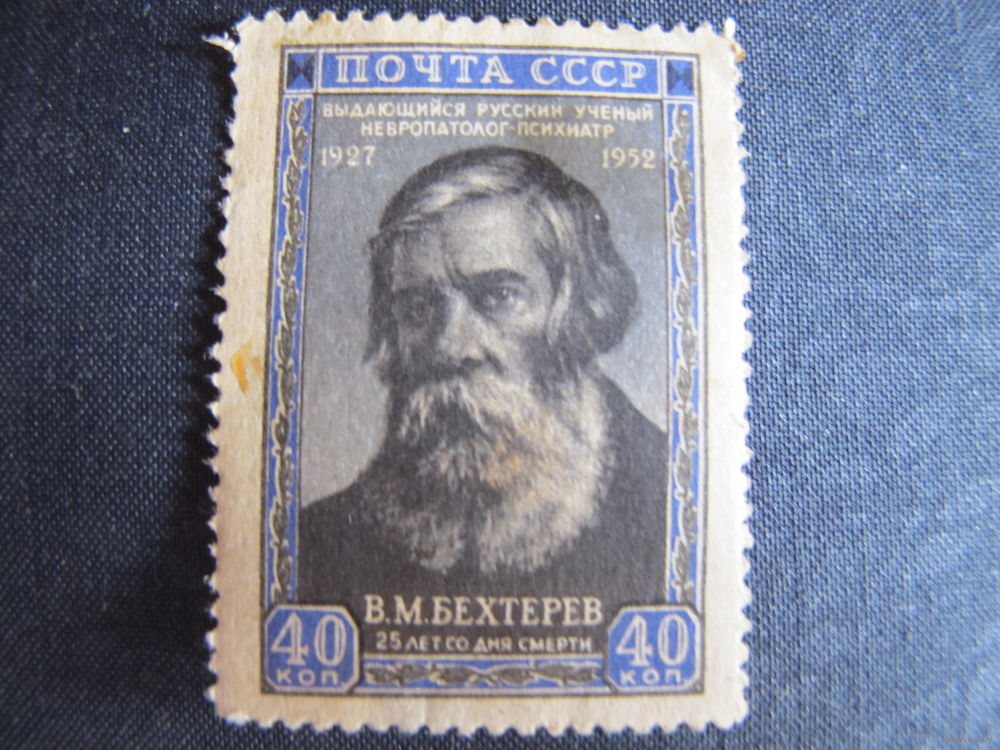 ПОЧТА СССР
ВЫДАЮЩИЙСЯ РУССКИЙ УЧЕНЫЙ
НЕВРОПАТОЛОГ-ПСИХИАТР
1927 1952
В.М.БЕХТЕРЕВ
25 ЛЕТ СО ДНЯ СМЕРТИ
40 КОП. 40 КОП.